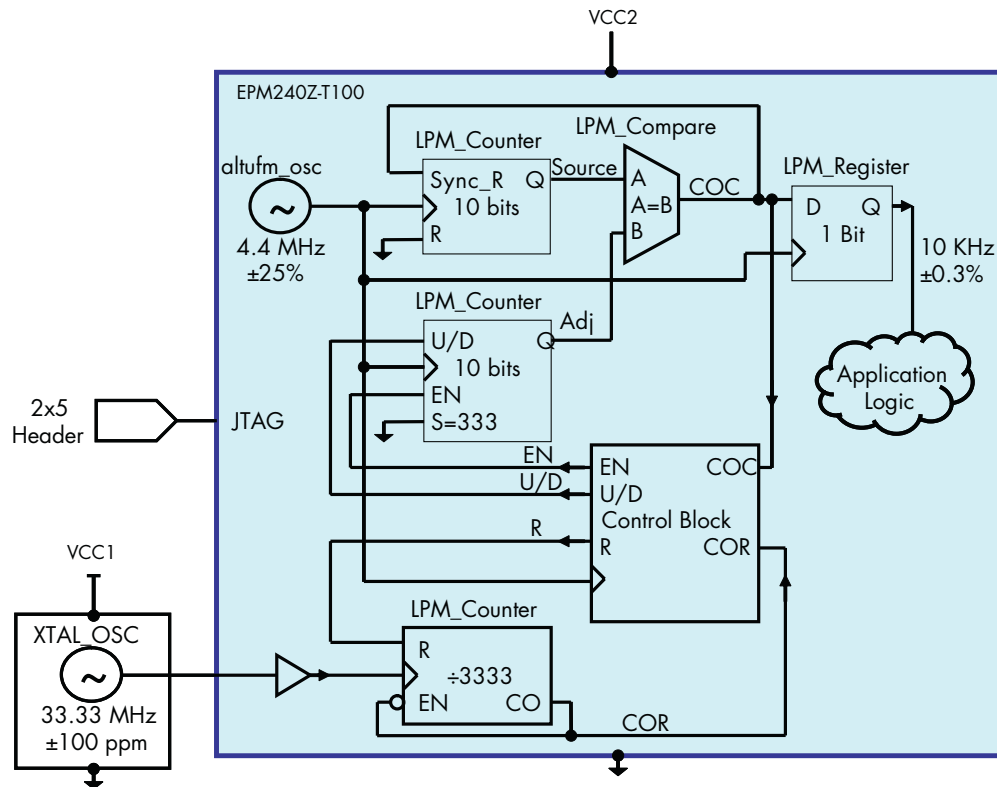 VCC2
EPM240Z-T100
LPM_Compare
LPM_Counter
LPM_Register
altufm_osc
Source
Sync_R Q
10 bits
R
A
A=B
B
COC
D Q
1 Bit
4.4 MHz
±25%
10 KHz
±0.3%
LPM_Counter
Adj
U/D
Q
10 bits
EN
S=333
Application
Logic
2x5
Header
JTAG
EN
U/D
R
EN
COC
U/D
Control Block
R
COR
VCC1
LPM_Counter
XTAL_OSC
R
÷3333
EN CO
33.33 MHz
±100 ppm
COR